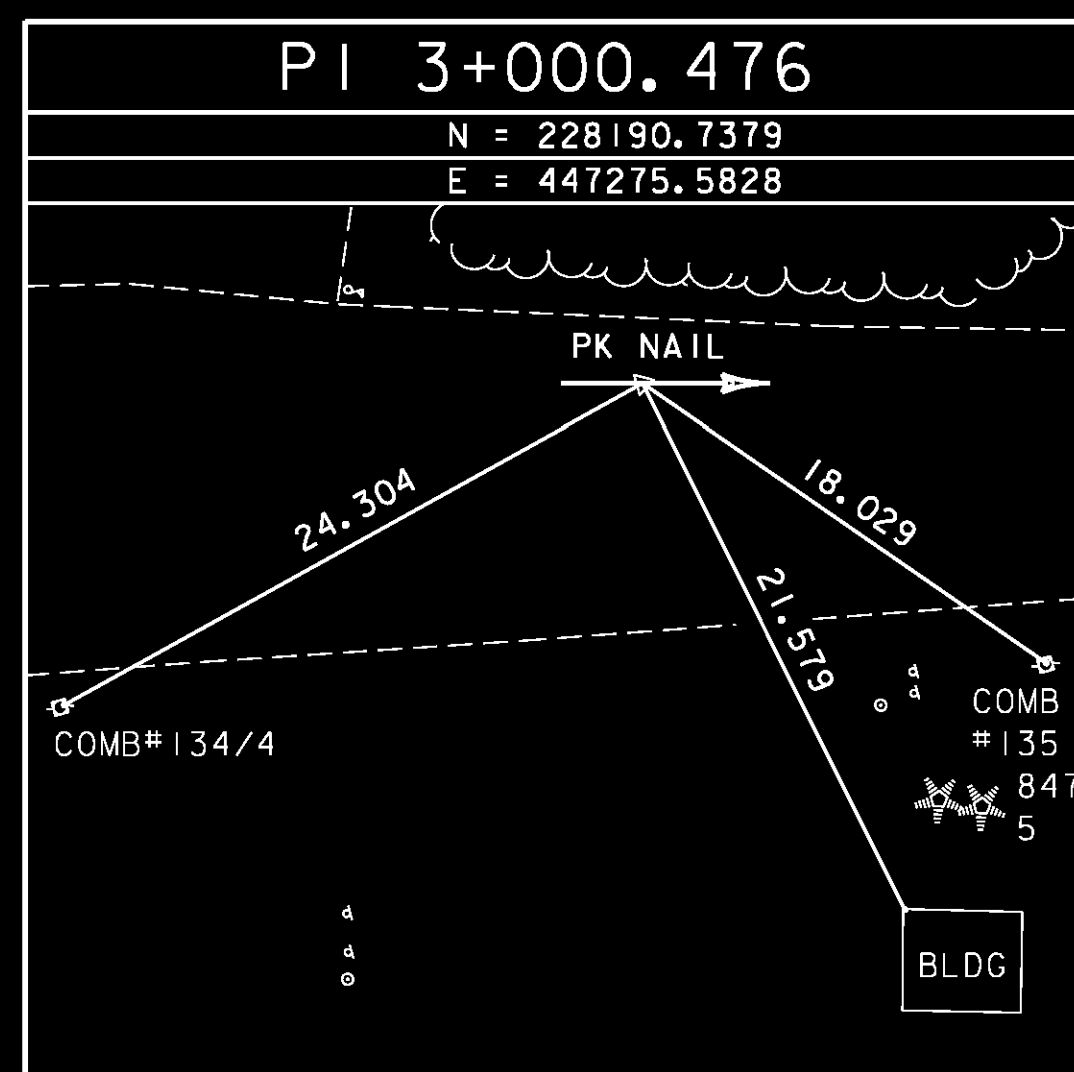 PI 3+000.476
N = 228190.7379
E = 447275.5828
PK NAIL
24.304
18.029
21.579
COMB#134/4
COMB
#135
847
5
BLDG